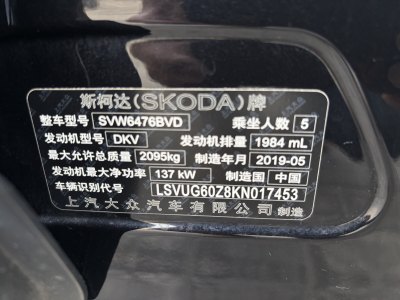 斯柯达(SKODA)牌
整车型号 SVW6476BVD 乘坐人数 5
发动机型号 DKV 发动机排量 1984 mL
最大允许总质量 2095kg 制造年月 2019-05
发动机最大净功率 137 kW 制造国 中国
车辆识别代号 LSVUG60Z8KN017453
上汽大众汽车有限公司 制造